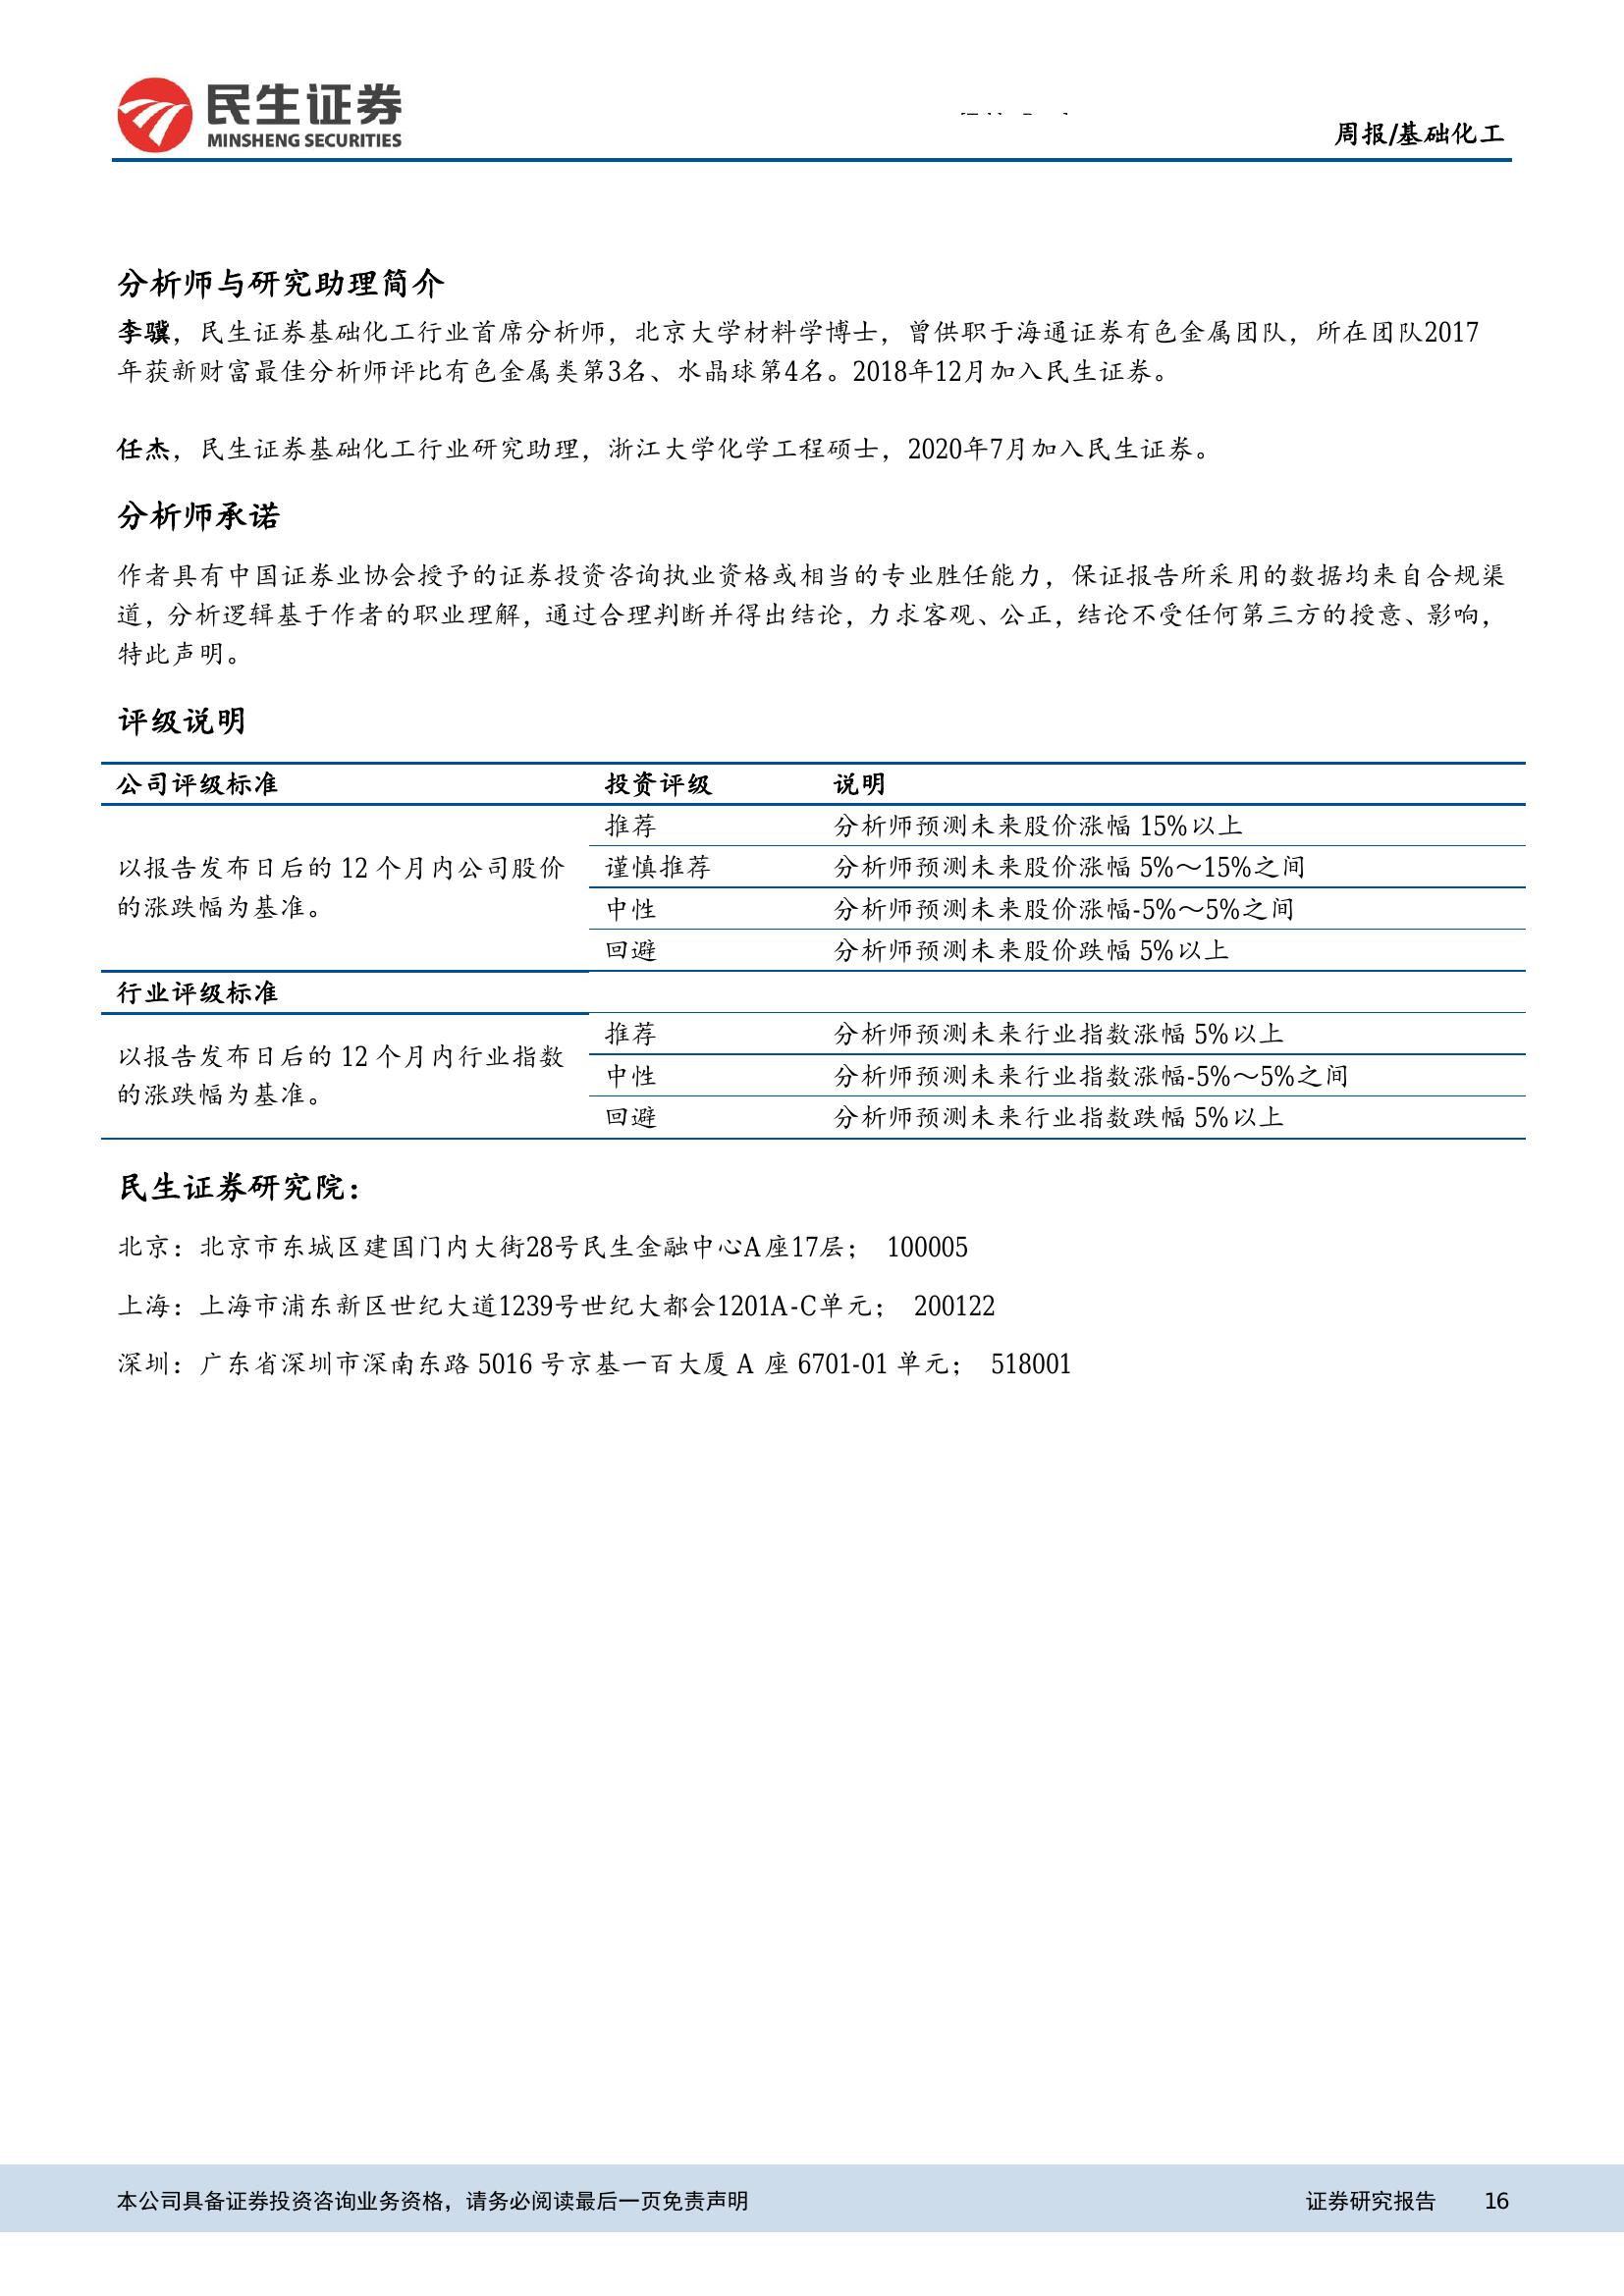 民生证券
MINSHENG SECURITIES
周报/基础化工
分析师与研究助理简介
李骥，民生证券基础化工行业首席分析师，北京大学材料学博士，曾供职于海通证券有色金属团队，所在团队2017
年获新财富最佳分析师评比有色金属类第3名、水晶球第4名。2018年12月加入民生证券。
任杰，民生证券基础化工行业研究助理，浙江大学化学工程硕士，2020年7月加入民生证券。
分析师承诺
作者具有中国证券业协会授予的证券投资咨询执业资格或相当的专业胜任能力，保证报告所采用的数据均来自合规渠
道，分析逻辑基于作者的职业理解，通过合理判断并得出结论，力求客观、公正，结论不受任何第三方的授意、影响，
特此声明。
评级说明
公司评级标准 投资评级 说明
以报告发布日后的 12 个月内公司股价
的涨跌幅为基准。
推荐 分析师预测未来股价涨幅 15%以上
谨慎推荐 分析师预测未来股价涨幅 5%～15%之间
中性 分析师预测未来股价涨幅-5%～5%之间
回避 分析师预测未来股价跌幅 5%以上
行业评级标准
以报告发布日后的 12 个月内行业指数
的涨跌幅为基准。
推荐 分析师预测未来行业指数涨幅 5%以上
中性 分析师预测未来行业指数涨幅-5%～5%之间
回避 分析师预测未来行业指数跌幅 5%以上
民生证券研究院：
北京：北京市东城区建国门内大街28号民生金融中心A座17层； 100005
上海：上海市浦东新区世纪大道1239号世纪大都会1201A-C单元； 200122
深圳：广东省深圳市深南东路 5016 号京基一百大厦 A 座 6701-01 单元； 518001
本公司具备证券投资咨询业务资格，请务必阅读最后一页免责声明 证券研究报告 16